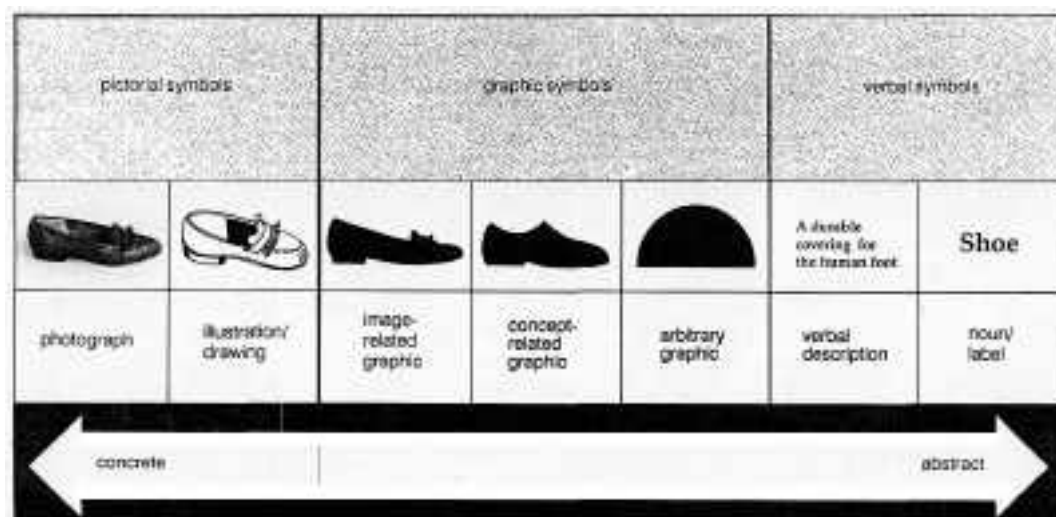 pictorial symbols
graphic symbols
verbal symbols
A durable
covering for
the human foot
Shoe
photograph
illustration/
drawing
image-
related
graphic
concept-
related
graphic
arbitrary
graphic
verbal
description
noun/
label
concrete
abstract